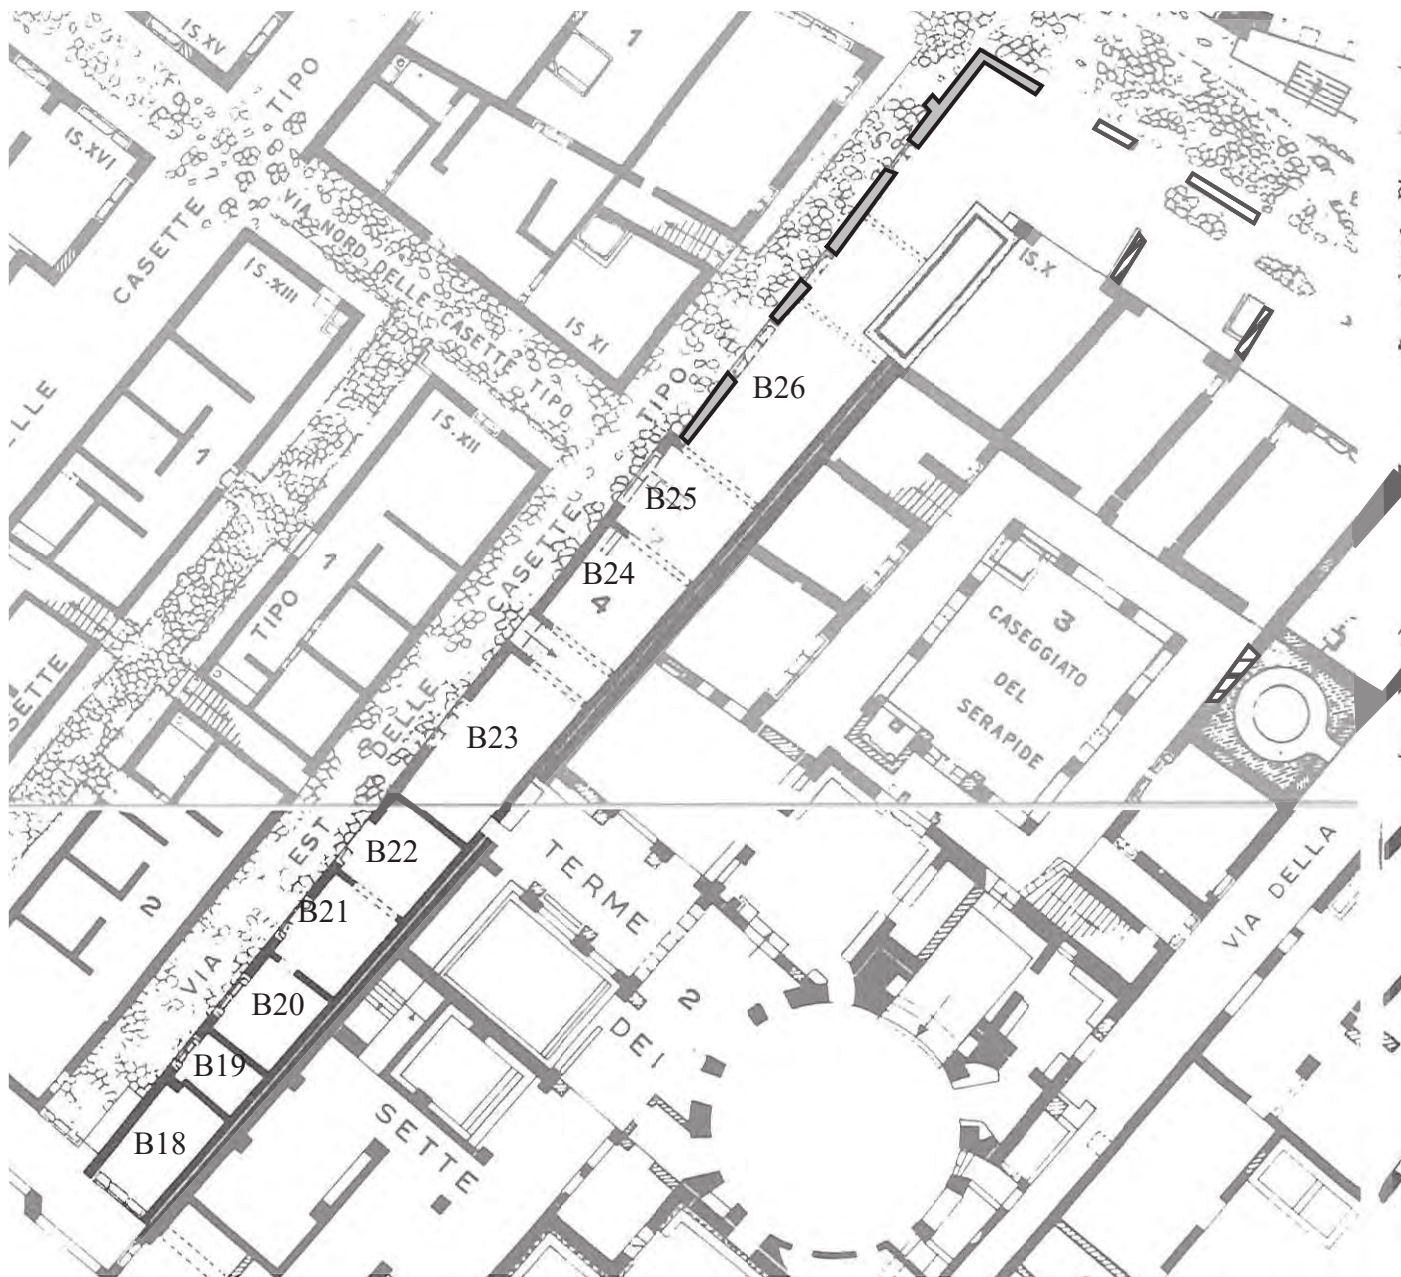 IS.XV
1
TIPO
CASETTE
IS.XVI
VIA NORD DELLE CASETTE TIPO
IS.XIII
IS.XI
IS.X
TIPO
LLE
B26
IS.XII
1
B25
CASETTE
B24
4
TIPO
1
3
CASEGGIATO
DEL
SERAPIDE
SETTE
DELLE
B23
EST
B22
TERME
VIA DELLA
2
B21
VIA
B20
2
DEI
B19
SETTE
B18